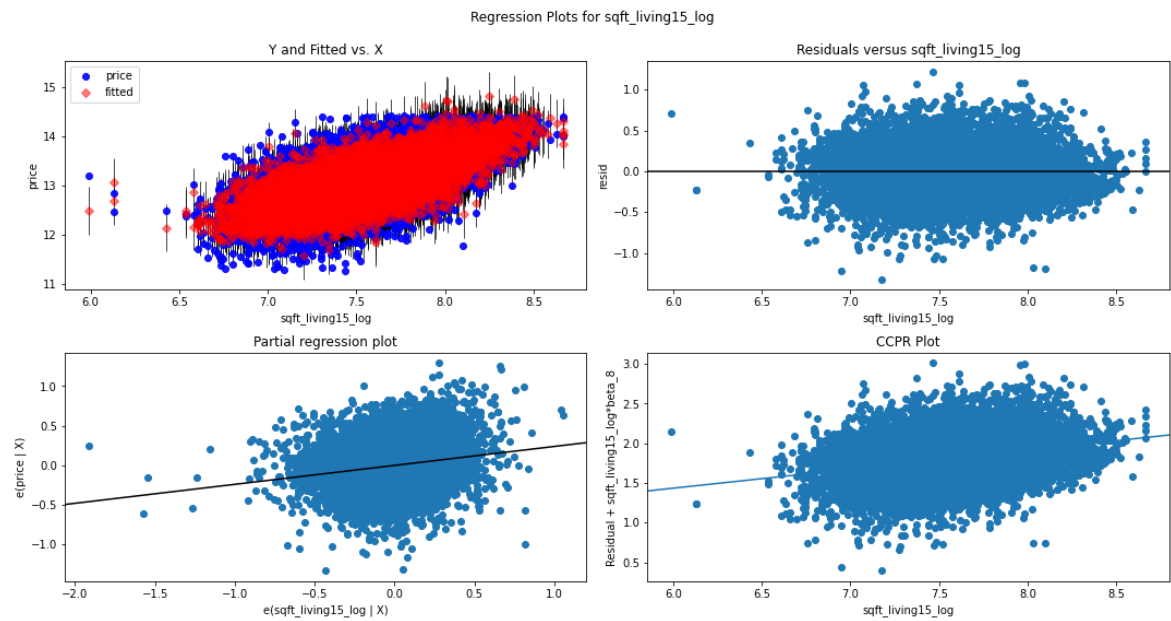 Regression Plots for sqft_living15_log
Y and Fitted vs. X
price
fitted
15
14
13
12
11
price
6.0 6.5 7.0 7.5 8.0 8.5
sqft_living15_log
Residuals versus sqft_living15_log
1.0
0.5
0.0
−0.5
−1.0
resid
6.0 6.5 7.0 7.5 8.0 8.5
sqft_living15_log
Partial regression plot
1.0
0.5
0.0
−0.5
−1.0
e(price | X)
−2.0 −1.5 −1.0 −0.5 0.0 0.5 1.0
e(sqft_living15_log | X)
CCPR Plot
3.0
2.5
2.0
1.5
1.0
0.5
Residual + sqft_living15_log*beta_8
6.0 6.5 7.0 7.5 8.0 8.5
sqft_living15_log